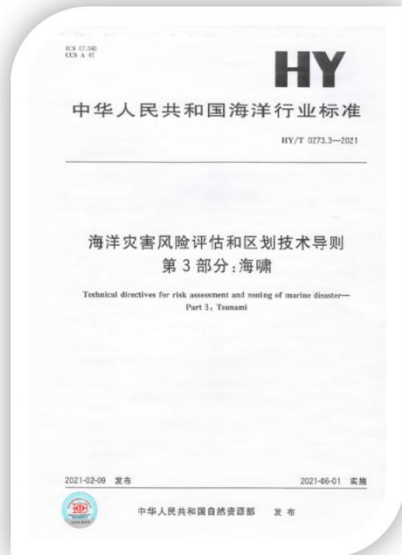 ICS 07.060
CCS A 45
HY
中华人民共和国海洋行业标准
HY/T 0273.3—2021
海洋灾害风险评估和区划技术导则
第 3 部分:海啸
Technical directives for risk assessment and zoning of marine disaster—
Part 3: Tsunami
2021-02-09 发布
2021-06-01 实施
中华人民共和国自然资源部 发 布